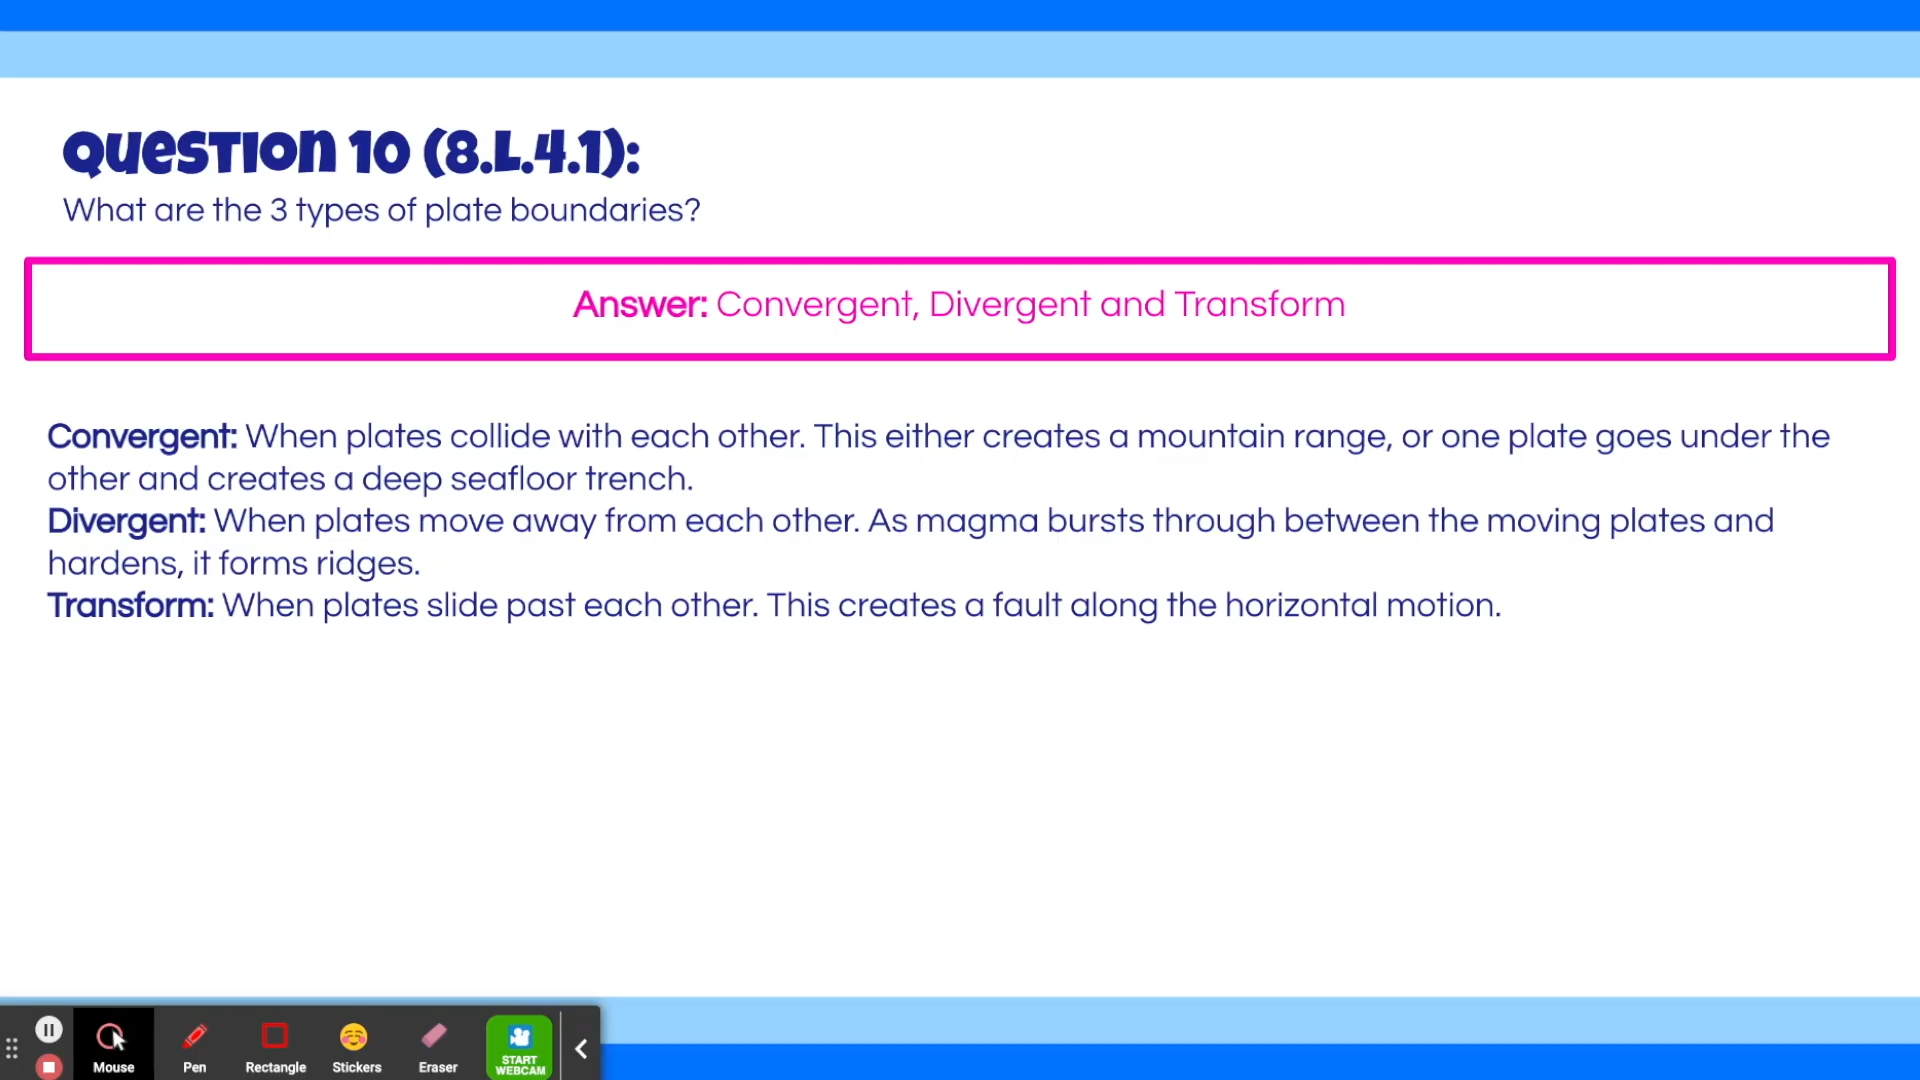 Question 10 (8.L.4.1):
What are the 3 types of plate boundaries?
Answer: Convergent, Divergent and Transform
Convergent: When plates collide with each other. This either creates a mountain range, or one plate goes under the
other and creates a deep seafloor trench.
Divergent: When plates move away from each other. As magma bursts through between the moving plates and
hardens, it forms ridges.
Transform: When plates slide past each other. This creates a fault along the horizontal motion.
Mouse
Pen
Rectangle
Stickers
Eraser
START
WEBCAM